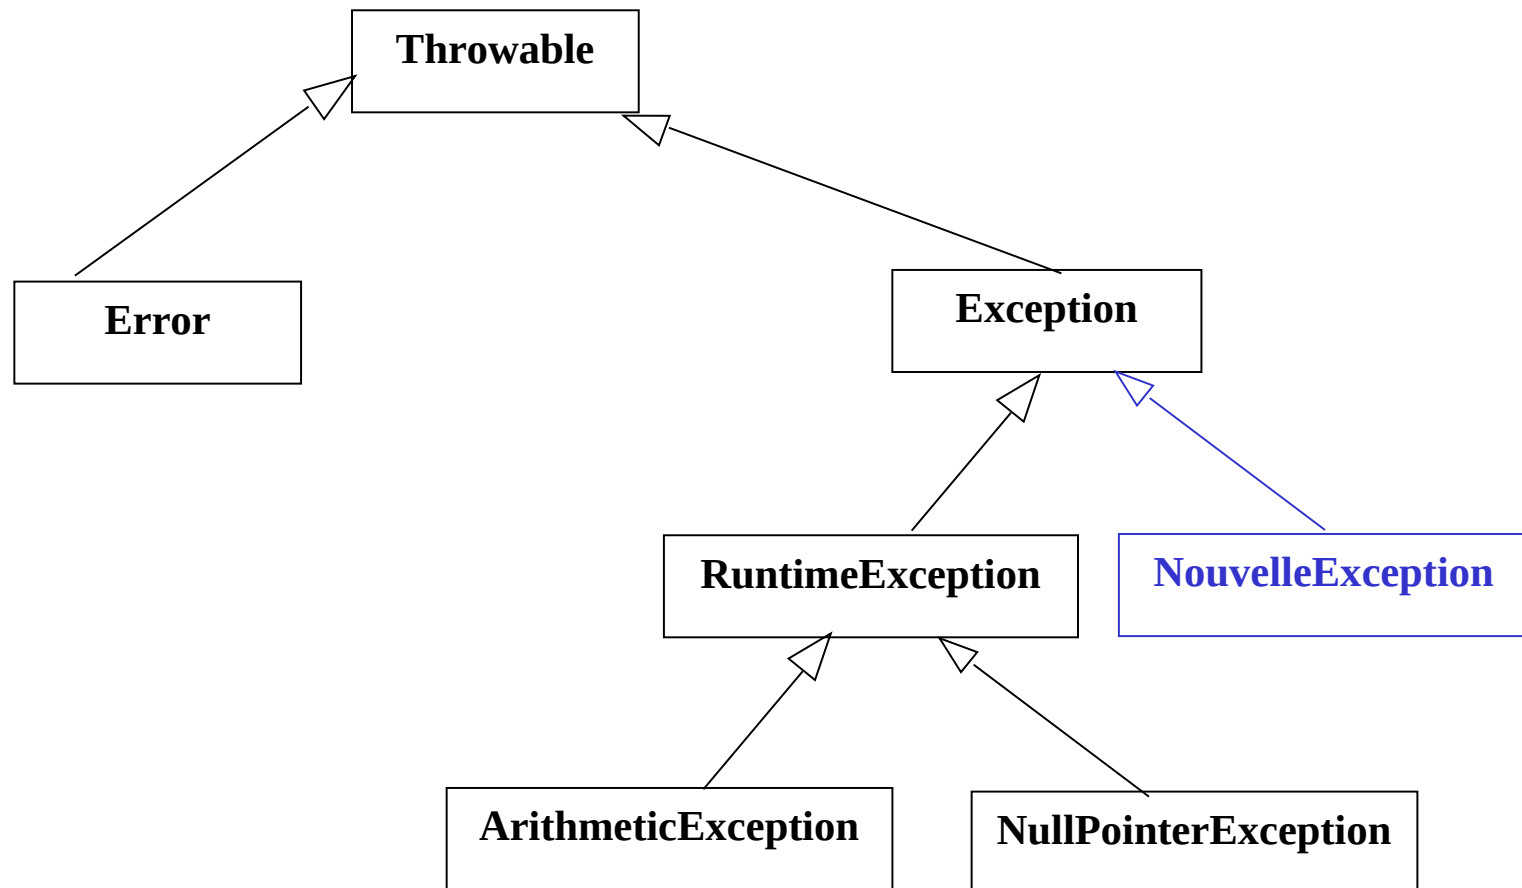 Throwable
Error
Exception
RuntimeException
NouvelleException
ArithmeticException
NullPointerException